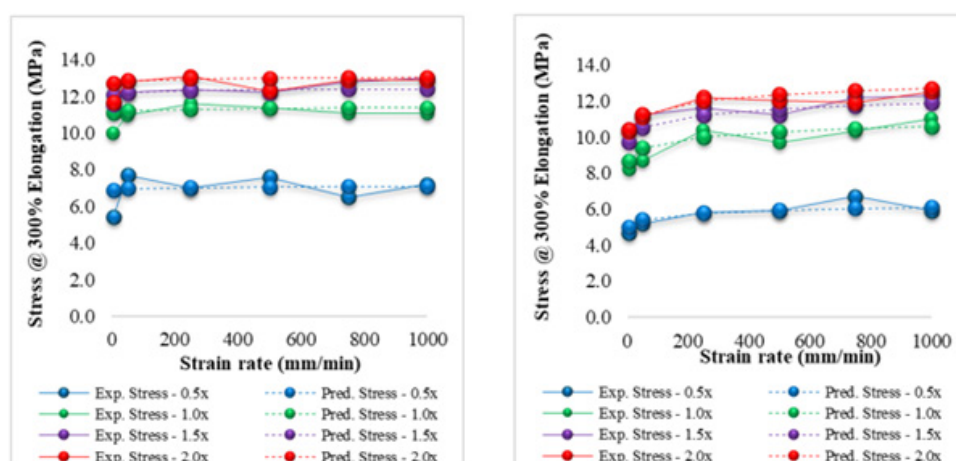 Stress @ 300% Elongation (MPa)
14.0
12.0
10.0
8.0
6.0
4.0
2.0
0.0
0 200 400 600 800 1000
Strain rate (mm/min)
Exp. Stress - 0.5x Pred. Stress - 0.5x
Exp. Stress - 1.0x Pred. Stress - 1.0x
Exp. Stress - 1.5x Pred. Stress - 1.5x
Exp. Stress - 2.0x Pred. Stress - 2.0x
Stress @ 300% Elongation (MPa)
14.0
12.0
10.0
8.0
6.0
4.0
2.0
0.0
0 200 400 600 800 1000
Strain rate (mm/min)
Exp. Stress - 0.5x Pred. Stress - 0.5x
Exp. Stress - 1.0x Pred. Stress - 1.0x
Exp. Stress - 1.5x Pred. Stress - 1.5x
Exp. Stress - 2.0x Pred. Stress - 2.0x